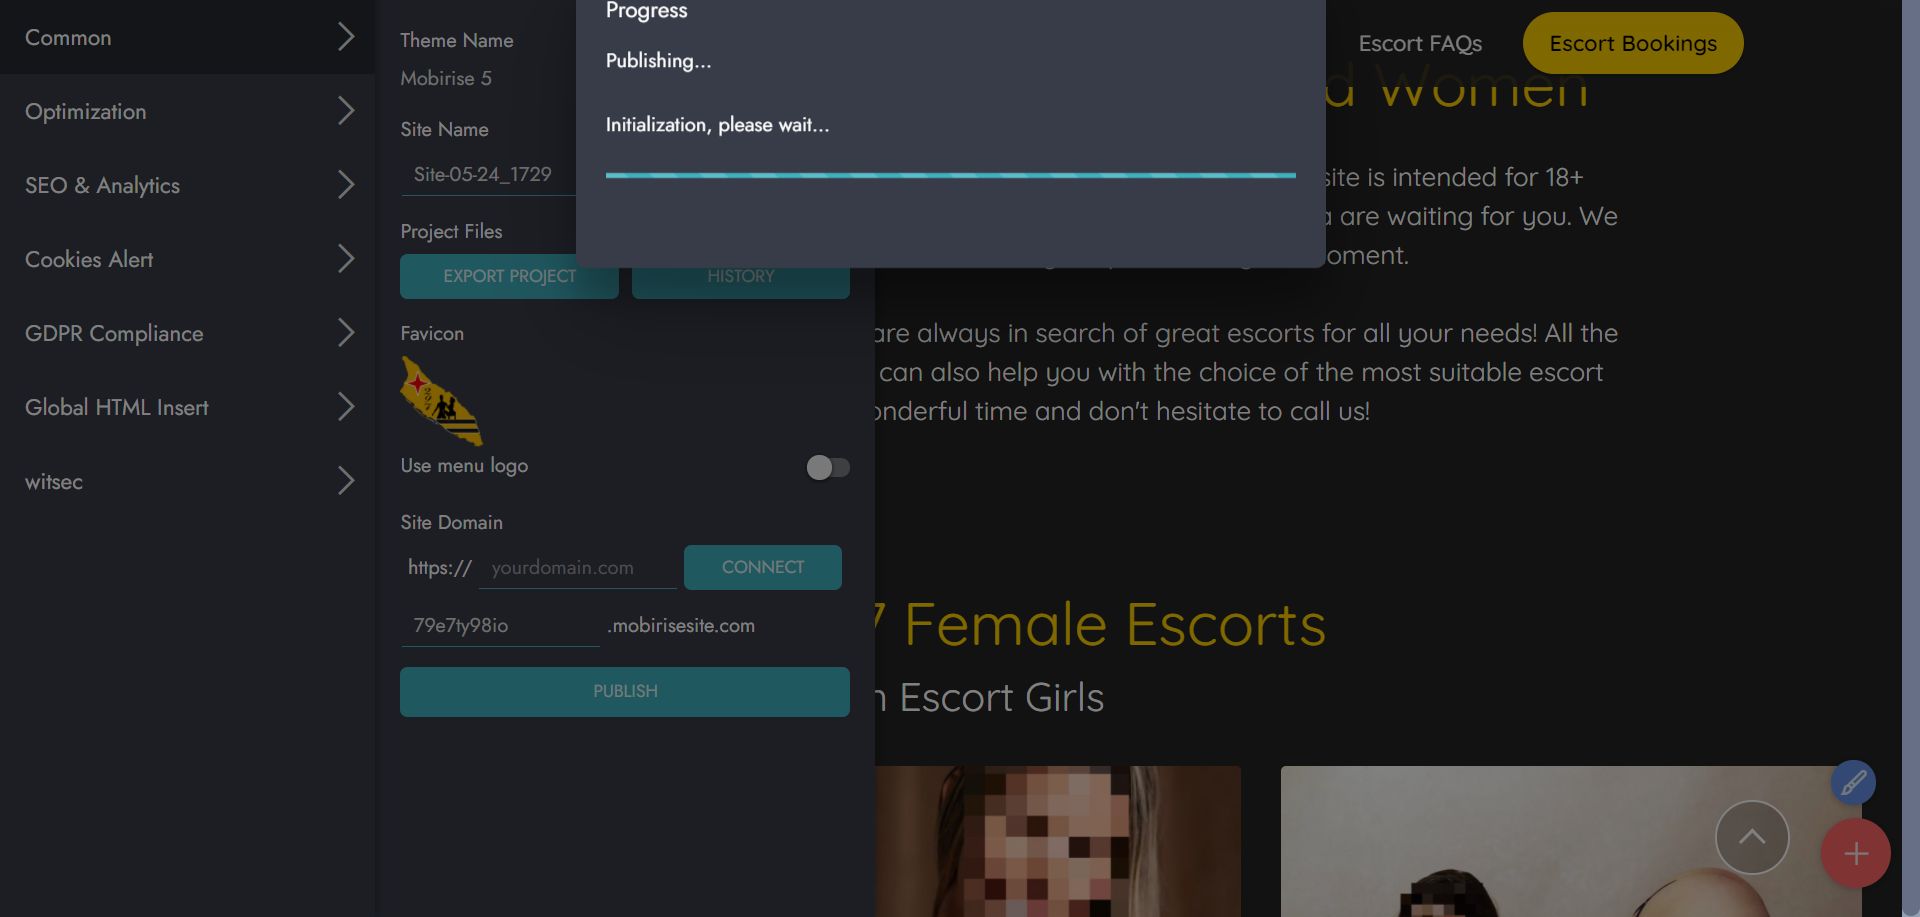 Common
Optimization
SEO & Analytics
Cookies Alert
GDPR Compliance
Global HTML Insert
witsec
Theme Name
Mobirise 5
Site Name
Site-05-24_1729
Project Files
EXPORT PROJECT
HISTORY
Favicon
Use menu logo
Site Domain
https://
yourdomain.com
CONNECT
79e7ty98io
.mobirisesite.com
PUBLISH
Progress
Publishing...
Initialization, please wait...
Escort FAQs
Escort Bookings
Women
site is intended for 18+
are waiting for you. We
oment.
are always in search of great escorts for all your needs! All the
can also help you with the choice of the most suitable escort
onderful time and don't hesitate to call us!
7 Female Escorts
n Escort Girls